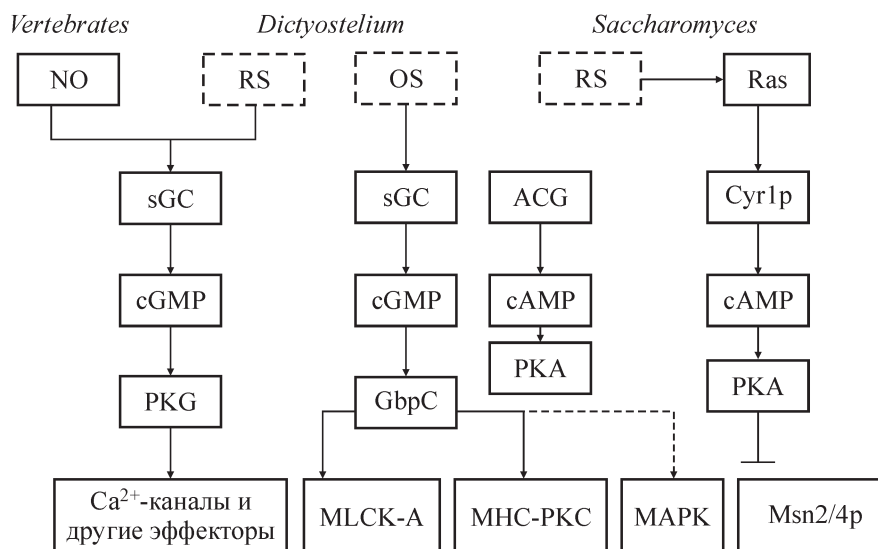 Vertebrates Dictyostelium Saccharomyces
NO RS OS RS Ras
sGC sGC ACG Cyr1p
cGMP cGMP cAMP cAMP
PKA
PKG GbpC PKA
Ca²⁺-каналы и
другие эффекторы
MLCK-A MHC-PKC MAPK Msn2/4p